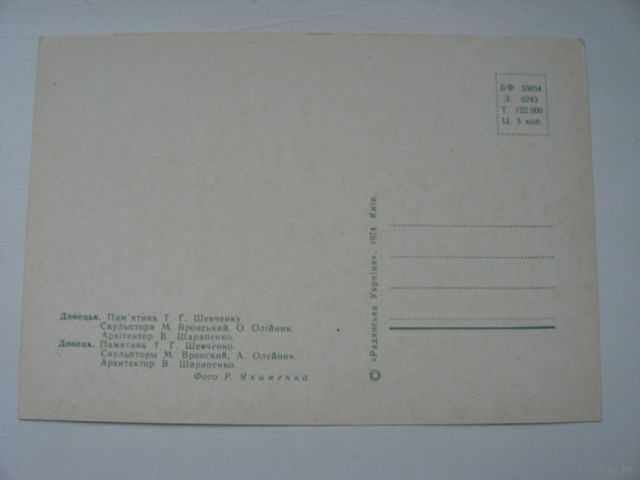 БФ 33854
З. 0243
Т. 122 000
Ц. 3 коп.
© «Радянська Україна», 1974. Київ.
Донецьк. Пам'ятник Т. Г. Шевченку.
Скульптори М. Вронський, О. Олійник.
Архітектор В. Шарапенко.
Донецк. Памятник Т. Г. Шевченко.
Скульпторы М. Вронский, А. Олейник
Архитектор В. Шарапенко.
Фото Р. Якименка